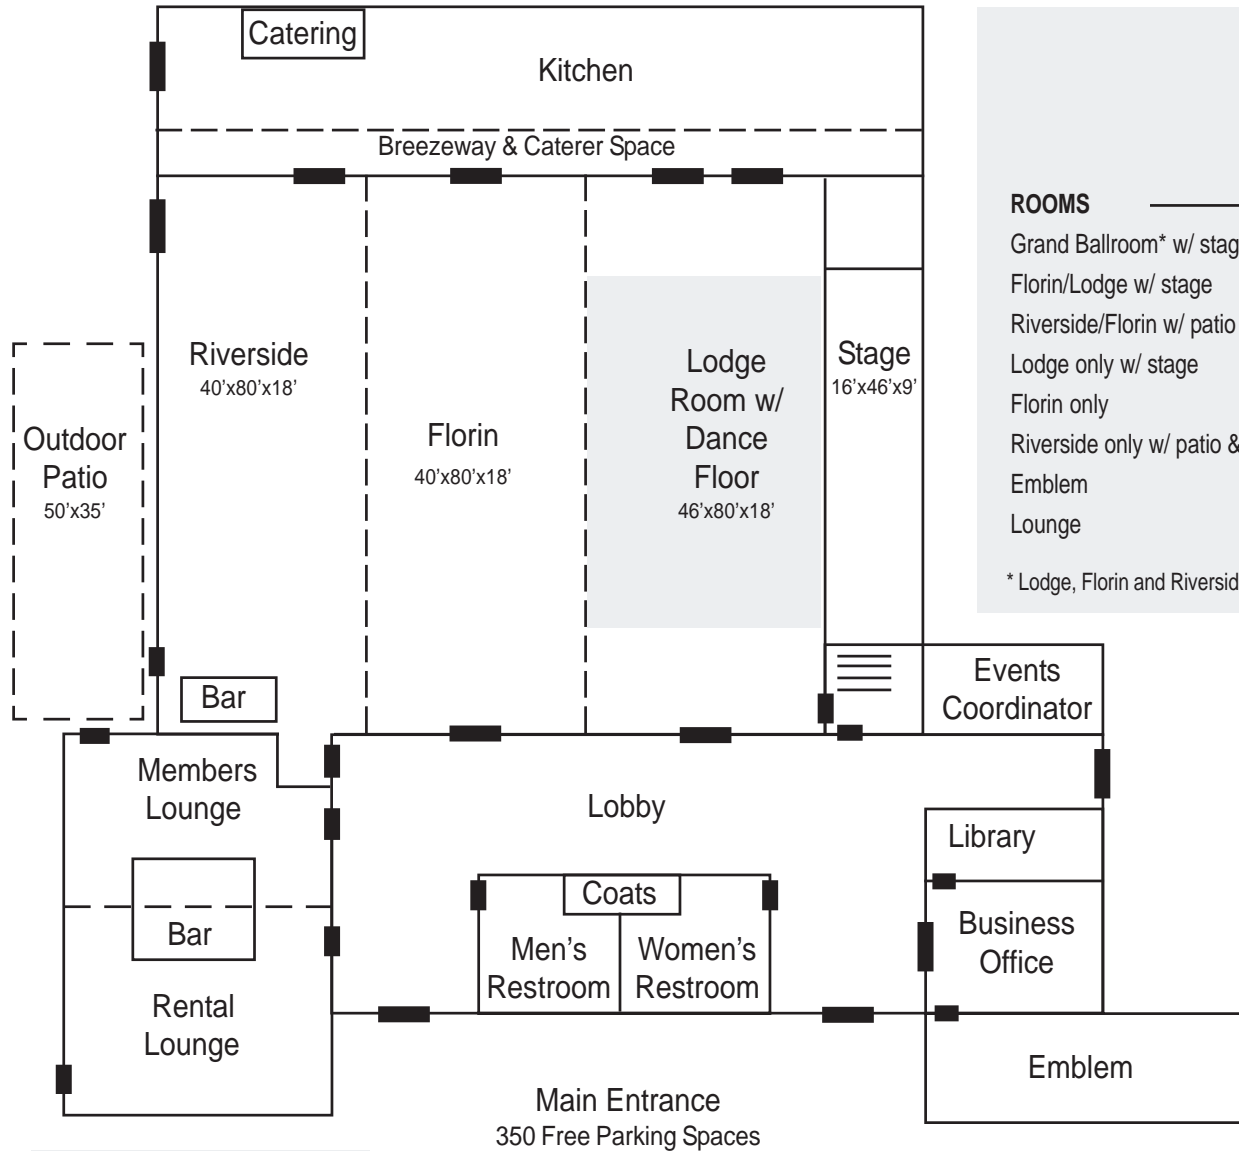 Catering
Kitchen
Breezeway & Caterer Space
Riverside
40’x80’x18’
Florin
40’x80’x18’
Lodge
Room w/
Dance
Floor
46’x80’x18’
Stage
16’x46’x9’
Outdoor
Patio
50’x35’
Bar
Events
Coordinator
Members
Lounge
Bar
Rental
Lounge
Lobby
Coats
Men’s
Restroom
Women’s
Restroom
Library
Business
Office
Emblem
Main Entrance
350 Free Parking Spaces
ROOMS
Grand Ballroom* w/ stag
Florin/Lodge w/ stage
Riverside/Florin w/ patio
Lodge only w/ stage
Florin only
Riverside only w/ patio &
Emblem
Lounge
* Lodge, Florin and Riversid